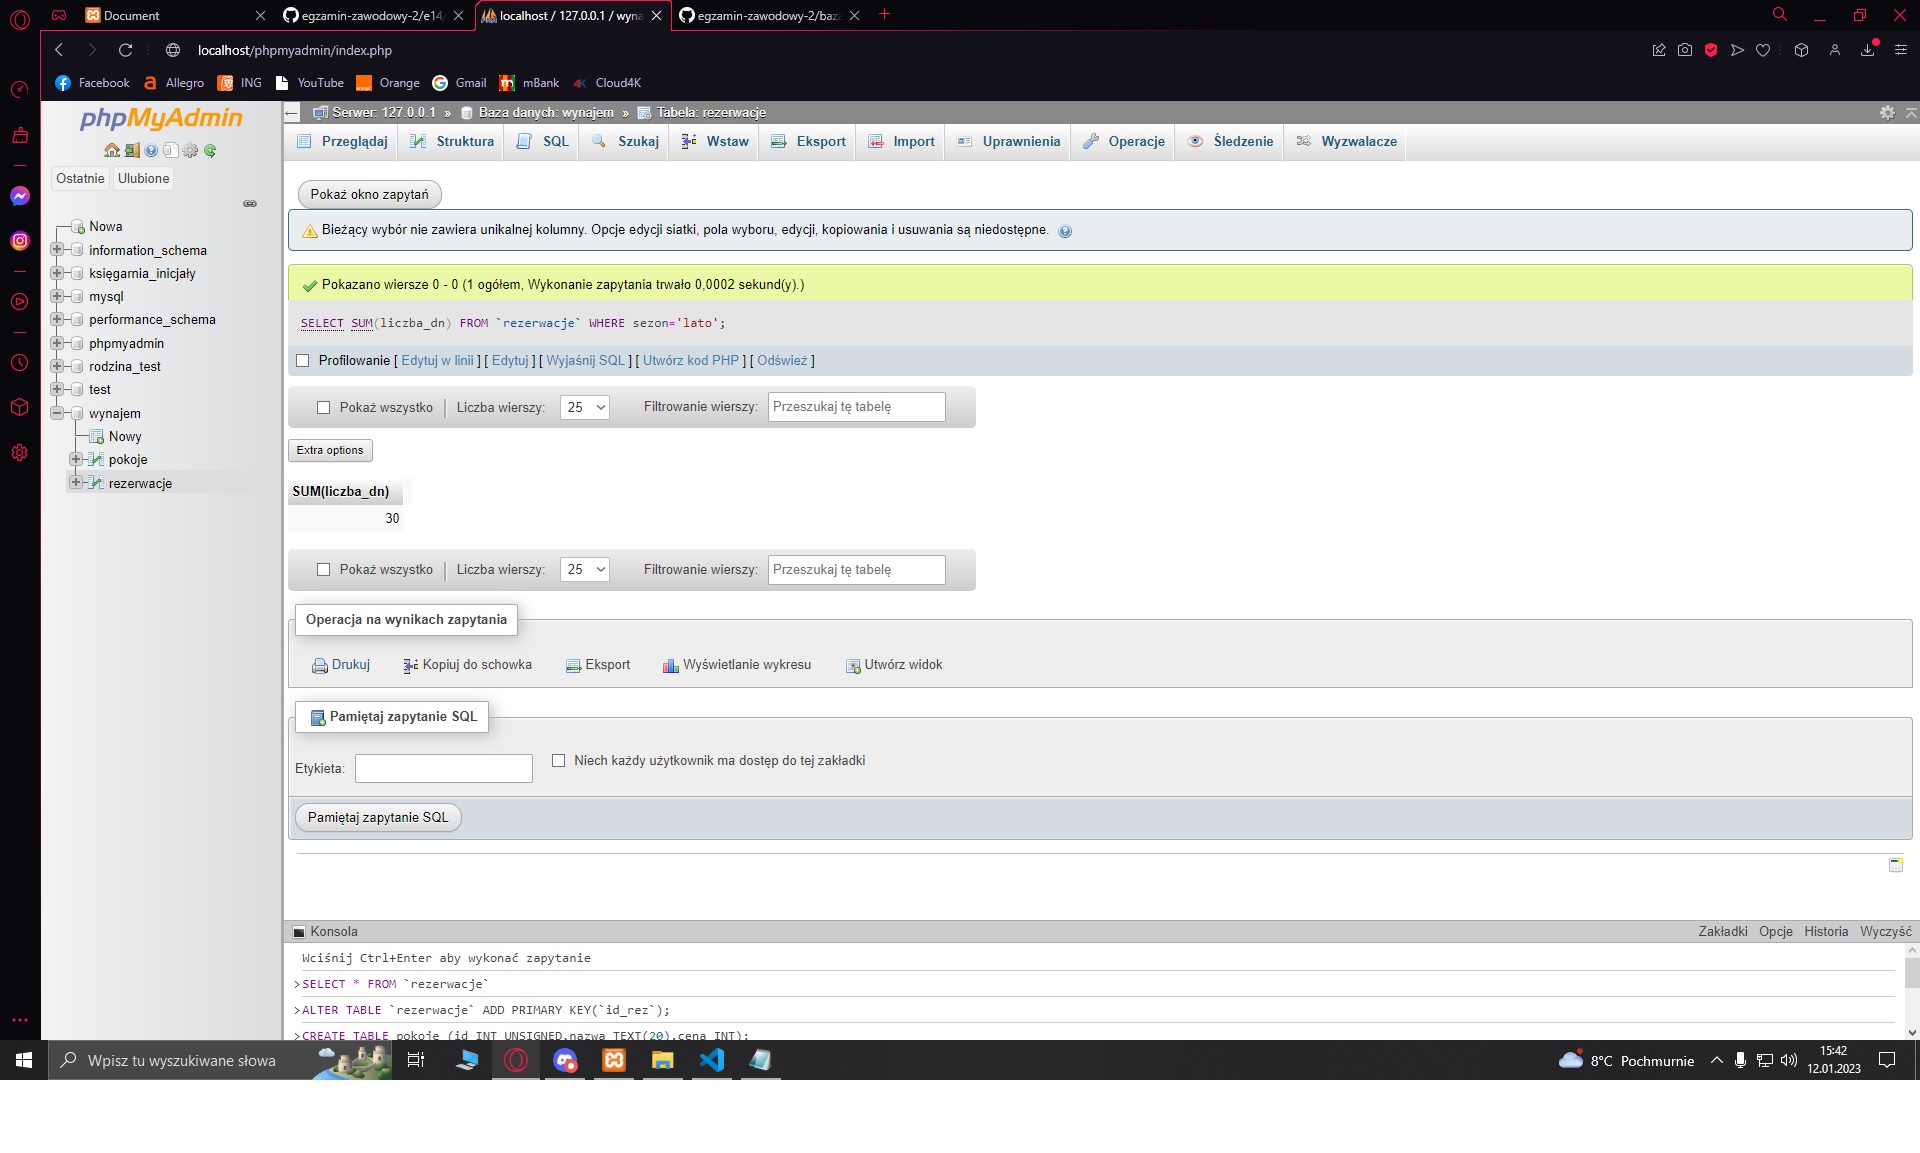 Document
egzamin-zawodowy-2/e14/
localhost / 127.0.0.1 / wyna
egzamin-zawodowy-2/baza
localhost/phpmyadmin/index.php
Facebook
Allegro
ING
YouTube
Orange
Gmail
mBank
4K Cloud4K
phpMyAdmin
Ostatnie
Ulubione
Nowa
information_schema
księgarnia_inicjały
mysql
performance_schema
phpmyadmin
rodzina_test
test
wynajem
Nowy
pokoje
rezerwacje
Serwer: 127.0.0.1 » Baza danych: wynajem » Tabela: rezerwacje
Przeglądaj
Struktura
SQL
Szukaj
Wstaw
Eksport
Import
Uprawnienia
Operacje
Śledzenie
Wyzwalacze
Pokaż okno zapytań
Bieżący wybór nie zawiera unikalnej kolumny. Opcje edycji siatki, pola wyboru, edycji, kopiowania i usuwania są niedostępne.
Pokazano wiersze 0 - 0 (1 ogółem, Wykonanie zapytania trwało 0,0002 sekund(y).)
SELECT SUM(liczba_dn) FROM `rezerwacje` WHERE sezon='lato';
Profilowanie [ Edytuj w linii ] [ Edytuj ] [ Wyjaśnij SQL ] [ Utwórz kod PHP ] [ Odśwież ]
Pokaż wszystko
Liczba wierszy: 25
Filtrowanie wierszy: Przeszukaj tę tabelę
Extra options
SUM(liczba_dn)
30
Pokaż wszystko
Liczba wierszy: 25
Filtrowanie wierszy: Przeszukaj tę tabelę
Operacja na wynikach zapytania
Drukuj
Kopiuj do schowka
Eksport
Wyświetlanie wykresu
Utwórz widok
Pamiętaj zapytanie SQL
Etykieta:
Niech każdy użytkownik ma dostęp do tej zakładki
Pamiętaj zapytanie SQL
Konsola
Zakładki Opcje Historia Wyczyść
Wciśnij Ctrl+Enter aby wykonać zapytanie
>SELECT * FROM `rezerwacje`
>ALTER TABLE `rezerwacje` ADD PRIMARY KEY(`id_rez`);
>CREATE TABLE pokoje (id INT UNSIGNED,nazwa TEXT(20),cena INT);
Wpisz tu wyszukiwane słowa
8°C Pochmurnie
15:42
12.01.2023